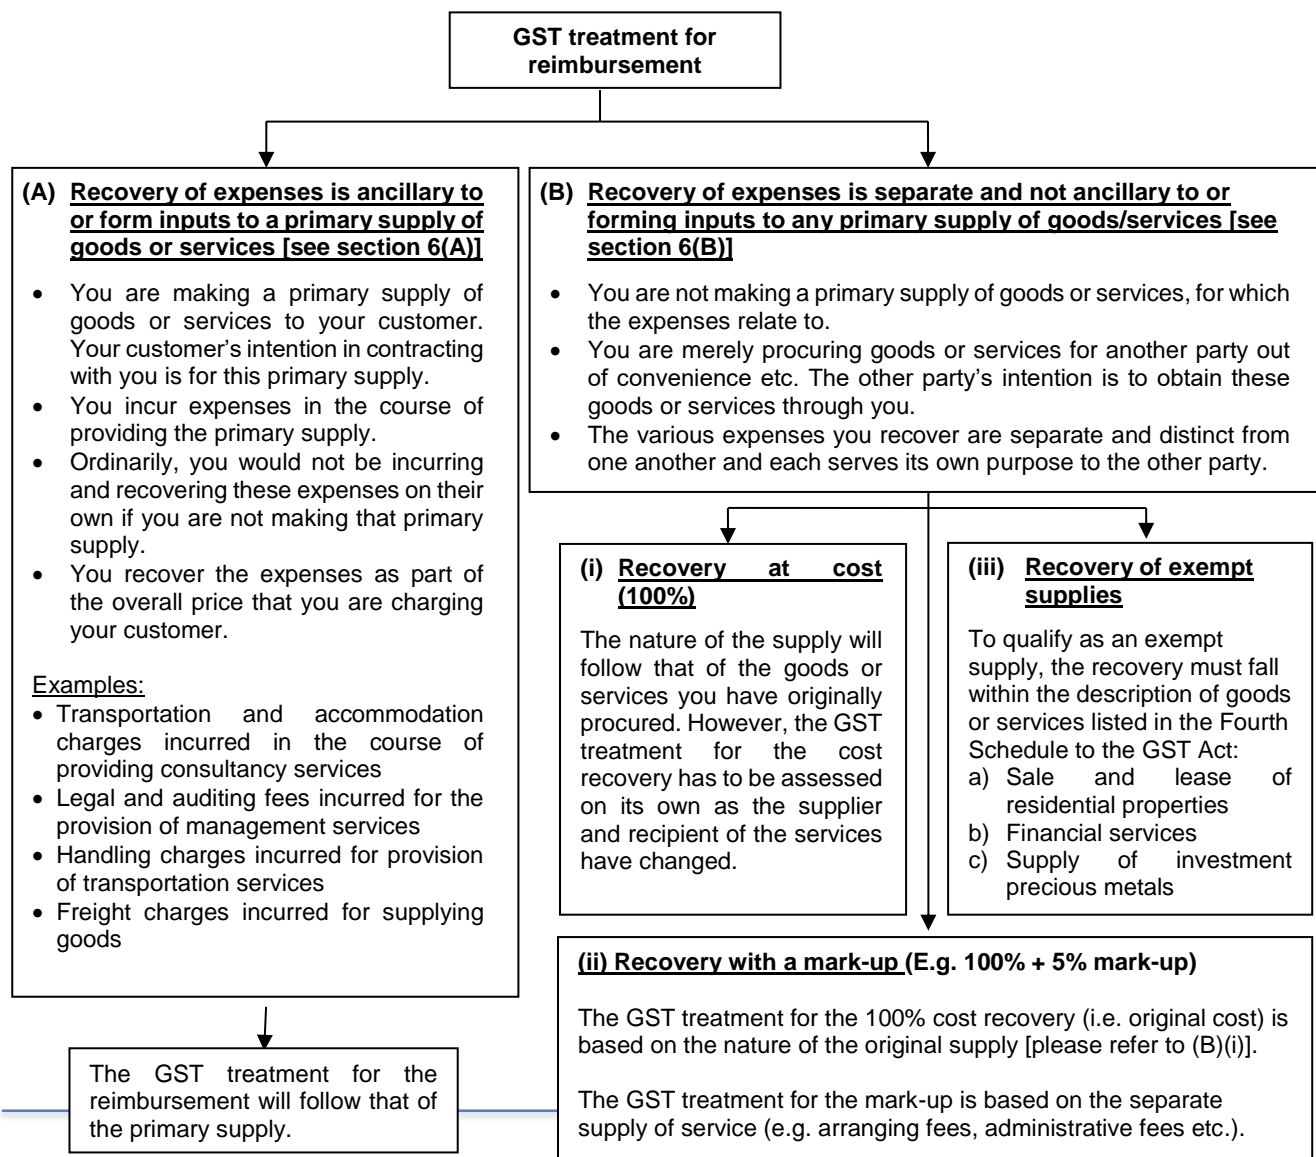 GST treatment for
reimbursement
(A) Recovery of expenses is ancillary to
or form inputs to a primary supply of
goods or services [see section 6(A)]
• You are making a primary supply of
goods or services to your customer.
Your customer's intention in contracting
with you is for this primary supply.
• You incur expenses in the course of
providing the primary supply.
• Ordinarily, you would not be incurring
and recovering these expenses on their
own if you are not making that primary
supply.
• You recover the expenses as part of
the overall price that you are charging
your customer.
Examples:
• Transportation and accommodation
charges incurred in the course of
providing consultancy services
• Legal and auditing fees incurred for the
provision of management services
• Handling charges incurred for provision
of transportation services
• Freight charges incurred for supplying
goods
The GST treatment for the
reimbursement will follow that of
the primary supply.
(B) Recovery of expenses is separate and not ancillary to or
forming inputs to any primary supply of goods/services [see
section 6(B)]
• You are not making a primary supply of goods or services, for which
the expenses relate to.
• You are merely procuring goods or services for another party out
of convenience etc. The other party's intention is to obtain these
goods or services through you.
• The various expenses you recover are separate and distinct from
one another and each serves its own purpose to the other party.
(i) Recovery at cost
(100%)
The nature of the supply will
follow that of the goods or
services you have originally
procured. However, the GST
treatment for the cost
recovery has to be assessed
on its own as the supplier
and recipient of the services
have changed.
(iii) Recovery of exempt
supplies
To qualify as an exempt
supply, the recovery must fall
within the description of goods
or services listed in the Fourth
Schedule to the GST Act:
a) Sale and lease of
residential properties
b) Financial services
c) Supply of investment
precious metals
(ii) Recovery with a mark-up (E.g. 100% + 5% mark-up)
The GST treatment for the 100% cost recovery (i.e. original cost) is
based on the nature of the original supply [please refer to (B)(i)].
The GST treatment for the mark-up is based on the separate
supply of service (e.g. arranging fees, administrative fees etc.).